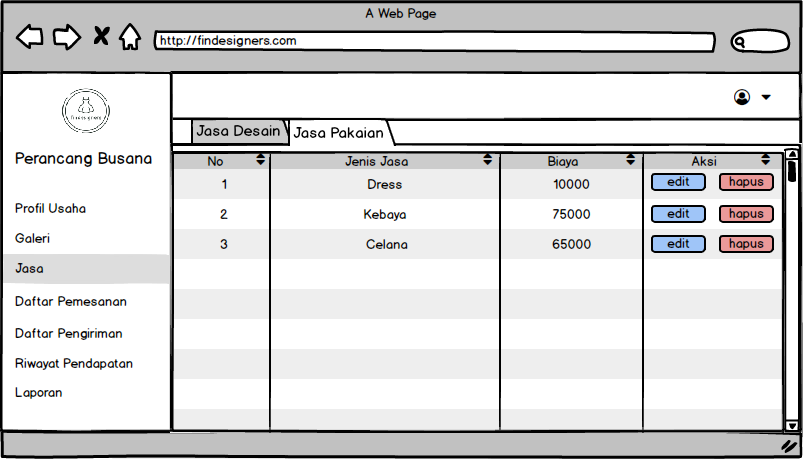 A Web Page
http://findesigners.com
findesigners
Perancang Busana
Profil Usaha
Galeri
Jasa
Daftar Pemesanan
Daftar Pengiriman
Riwayat Pendapatan
Laporan
Jasa Desain Jasa Pakaian
No Jenis Jasa Biaya Aksi
1 Dress 10000 edit hapus
2 Kebaya 75000 edit hapus
3 Celana 65000 edit hapus